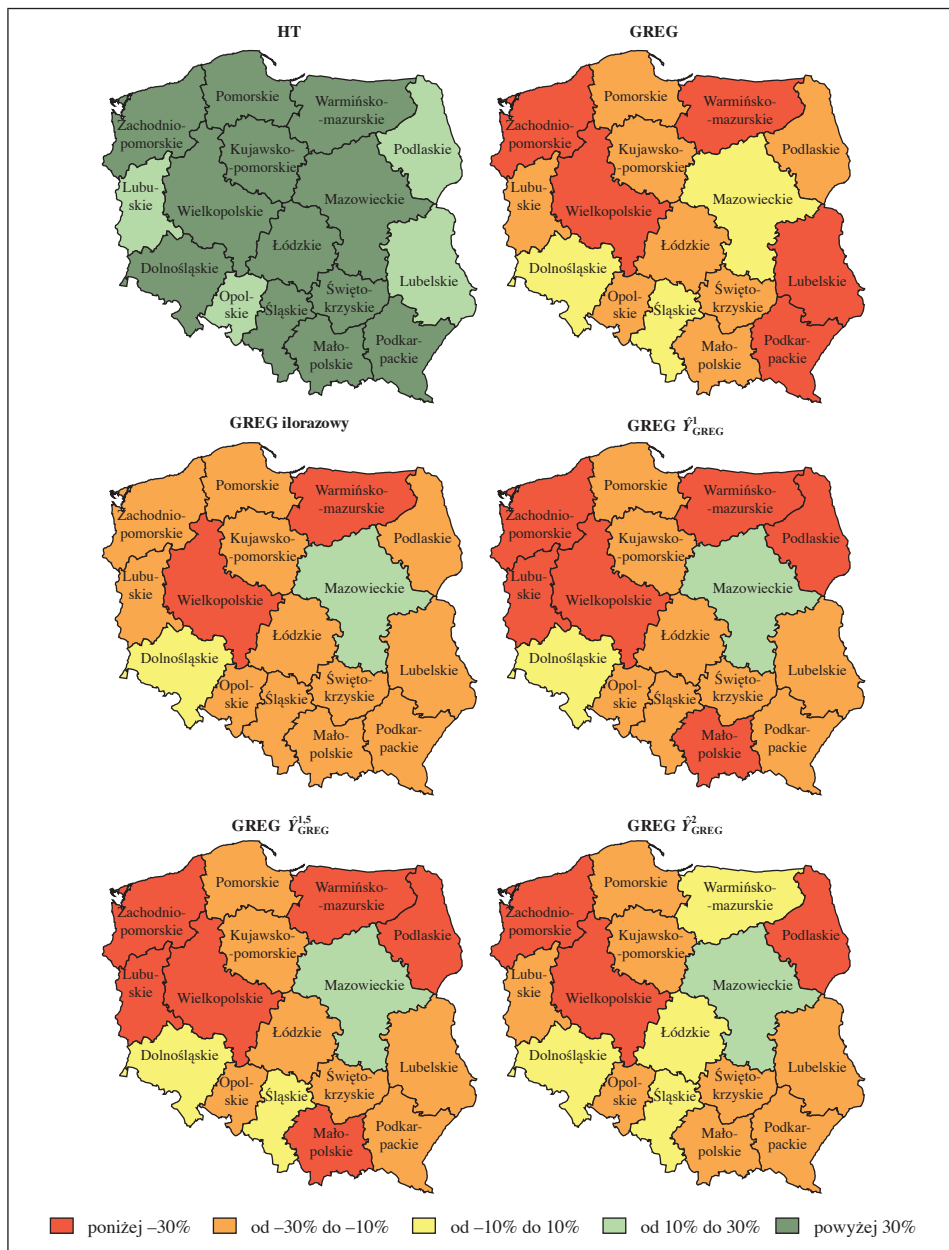 HT
Pomorskie
Warmińsko-
-mazurskie
Zachodnio-
pomorskie
Kujawsko-
-pomorskie
Podlaskie
Lubu-
skie
Wielkopolskie
Mazowieckie
Łódzkie
Dolnośląskie
Lubelskie
Opol-
skie
Śląskie
Święto-
krzyskie
Mało-
polskie
Podkar-
packie
GREG
Pomorskie
Warmińsko-
-mazurskie
Zachodnio-
pomorskie
Kujawsko-
-pomorskie
Podlaskie
Lubu-
skie
Wielkopolskie
Mazowieckie
Łódzkie
Dolnośląskie
Lubelskie
Opol-
skie
Śląskie
Święto-
krzyskie
Mało-
polskie
Podkar-
packie
GREG ilorazowy
Pomorskie
Warmińsko-
-mazurskie
Zachodnio-
pomorskie
Kujawsko-
-pomorskie
Podlaskie
Lubu-
skie
Wielkopolskie
Mazowieckie
Łódzkie
Dolnośląskie
Lubelskie
Opol-
skie
Śląskie
Święto-
krzyskie
Mało-
polskie
Podkar-
packie
GREG Ŷ¹GREG
Pomorskie
Warmińsko-
-mazurskie
Zachodnio-
pomorskie
Kujawsko-
-pomorskie
Podlaskie
Lubu-
skie
Wielkopolskie
Mazowieckie
Łódzkie
Dolnośląskie
Lubelskie
Opol-
skie
Śląskie
Święto-
krzyskie
Mało-
polskie
Podkar-
packie
GREG Ŷ¹,⁵GREG
Pomorskie
Warmińsko-
-mazurskie
Zachodnio-
pomorskie
Kujawsko-
-pomorskie
Podlaskie
Lubu-
skie
Wielkopolskie
Mazowieckie
Łódzkie
Dolnośląskie
Lubelskie
Opol-
skie
Śląskie
Święto-
krzyskie
Mało-
polskie
Podkar-
packie
GREG Ŷ²GREG
Pomorskie
Warmińsko-
-mazurskie
Zachodnio-
pomorskie
Kujawsko-
-pomorskie
Podlaskie
Lubu-
skie
Wielkopolskie
Mazowieckie
Łódzkie
Dolnośląskie
Lubelskie
Opol-
skie
Śląskie
Święto-
krzyskie
Mało-
polskie
Podkar-
packie
poniżej –30% od –30% do –10% od –10% do 10% od 10% do 30% powyżej 30%